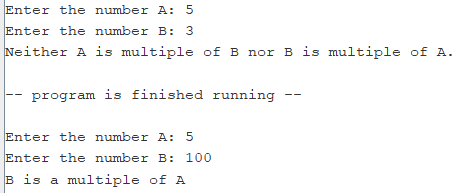 Enter the number A: 5
Enter the number B: 3
Neither A is multiple of B nor B is multiple of A.
-- program is finished running --
Enter the number A: 5
Enter the number B: 100
B is a multiple of A